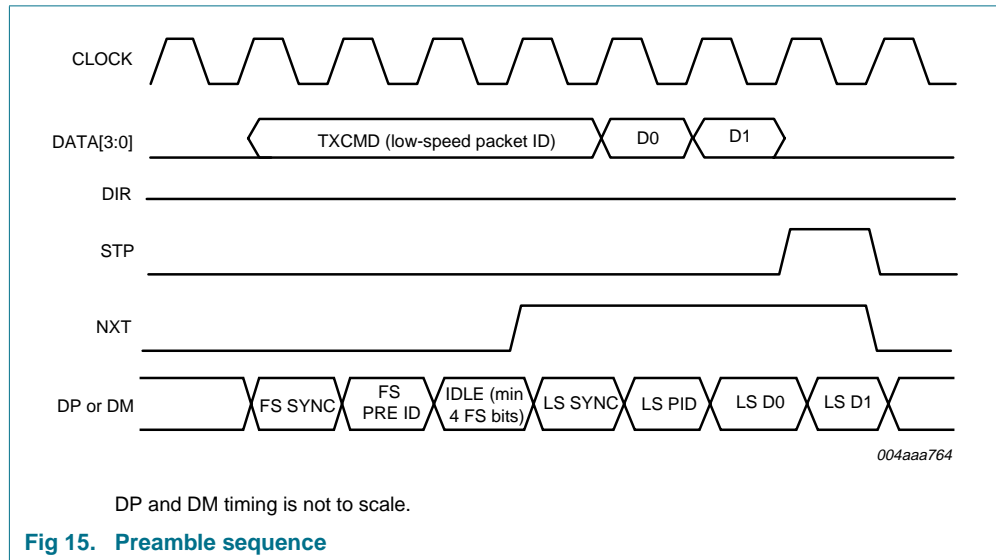 CLOCK
DATA[3:0]
TXCMD (low-speed packet ID)
D0
D1
DIR
STP
NXT
DP or DM
FS SYNC
FS
PRE ID
IDLE (min
4 FS bits)
LS SYNC
LS PID
LS D0
LS D1
004aaa764
DP and DM timing is not to scale.
Fig 15. Preamble sequence